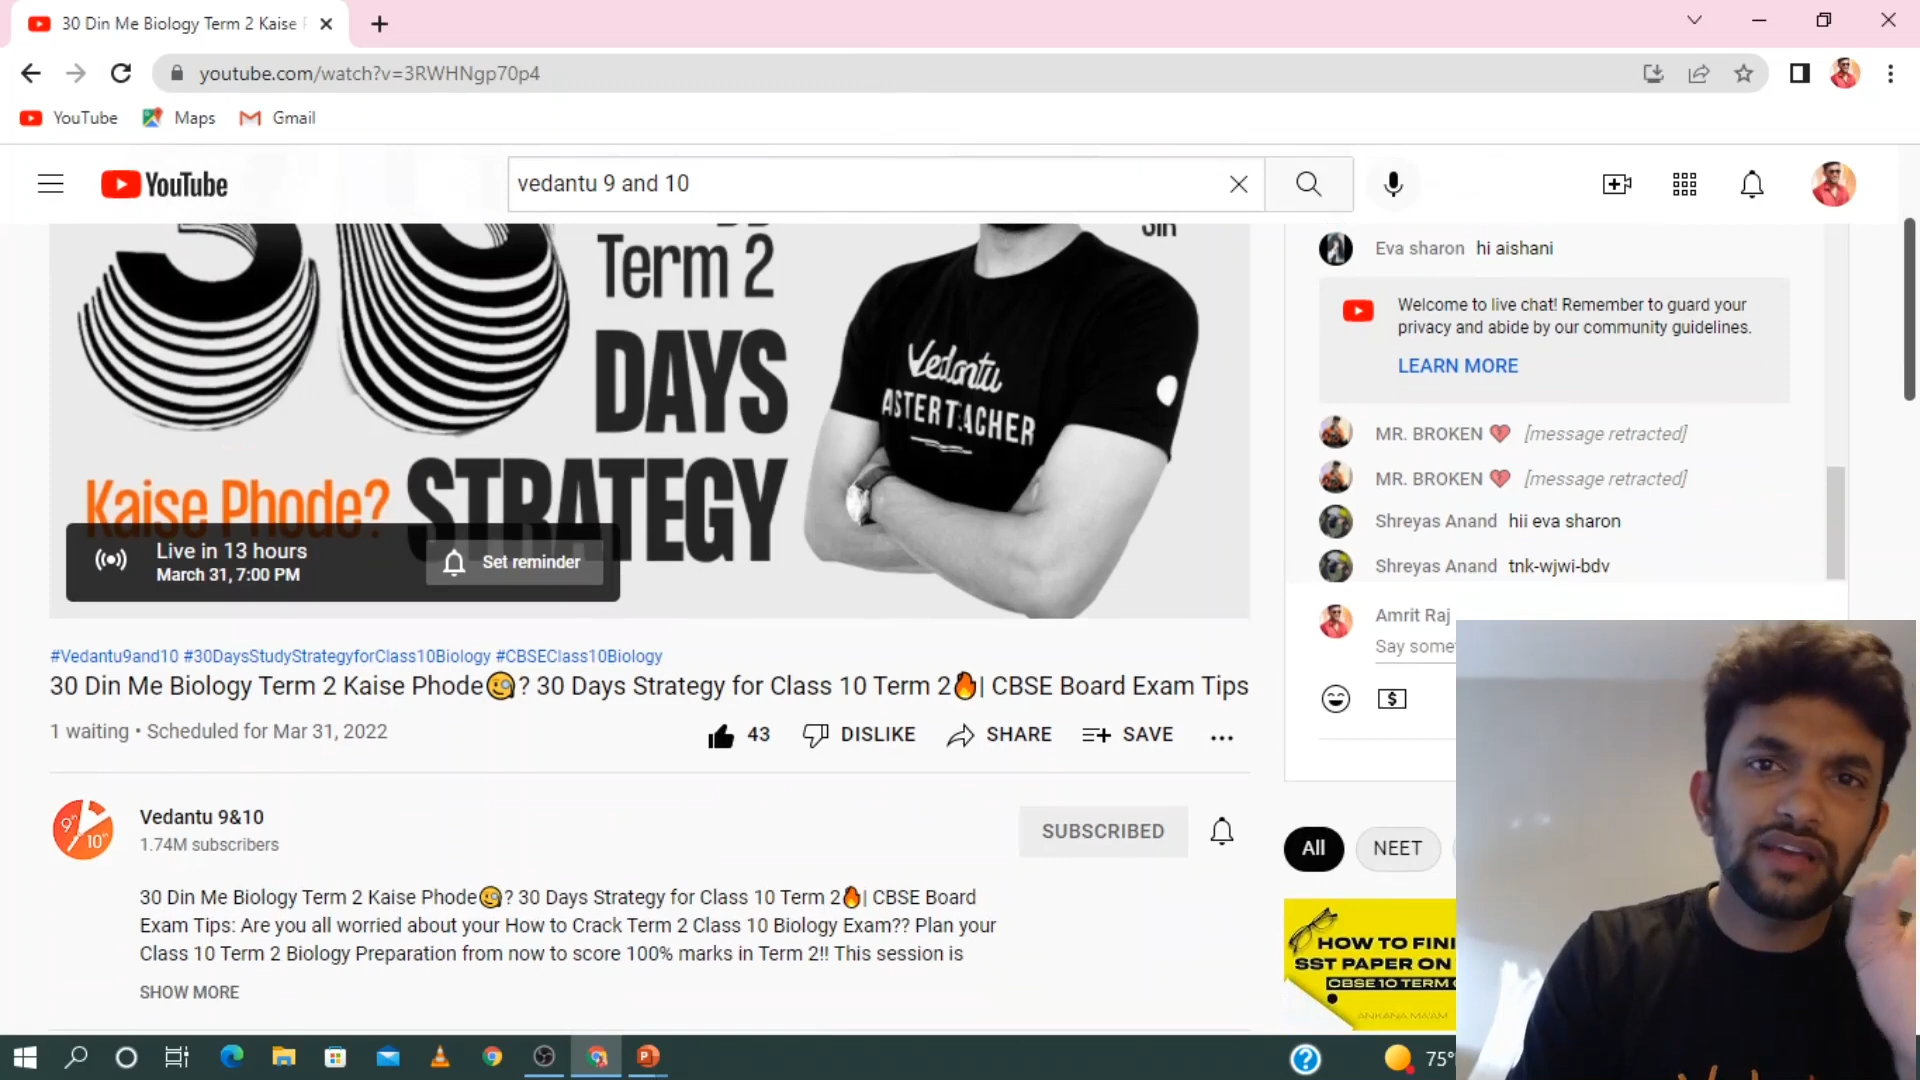 30 Din Me Biology Term 2 Kaise
youtube.com/watch?v=3RWHNgp70p4
YouTube
Maps
Gmail
YouTube
vedantu 9 and 10
Term 2
DAYS
Kaise Phode? STRATEGY
Vedantu
ASTERTEACHER
Live in 13 hours
March 31, 7:00 PM
Set reminder
#Vedantu9and10 #30DaysStudyStrategyforClass10Biology #CBSEClass10Biology
30 Din Me Biology Term 2 Kaise Phode🧐? 30 Days Strategy for Class 10 Term 2🔥| CBSE Board Exam Tips
1 waiting • Scheduled for Mar 31, 2022
43
DISLIKE
SHARE
SAVE
Vedantu 9&10
1.74M subscribers
SUBSCRIBED
30 Din Me Biology Term 2 Kaise Phode🧐? 30 Days Strategy for Class 10 Term 2🔥| CBSE Board
Exam Tips: Are you all worried about your How to Crack Term 2 Class 10 Biology Exam?? Plan your
Class 10 Term 2 Biology Preparation from now to score 100% marks in Term 2!! This session is
SHOW MORE
Eva sharon hi aishani
Welcome to live chat! Remember to guard your
privacy and abide by our community guidelines.
LEARN MORE
MR. BROKEN 💔 [message retracted]
MR. BROKEN 💔 [message retracted]
Shreyas Anand hii eva sharon
Shreyas Anand tnk-wjwi-bdv
Amrit Raj
Say some
All
NEET
HOW TO FINI
SST PAPER ON
CBSE 10 TERM
ANKANA MA'AM
75°